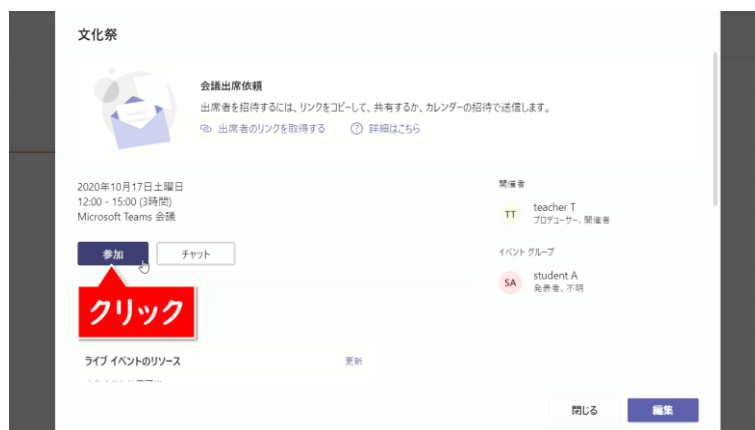 文化祭
会議出席依頼
出席者を招待するには、リンクをコピーして、共有するか、カレンダーの招待で送信します。
出席者のリンクを取得する
詳細はこちら
2020年10月17日土曜日
12:00 - 15:00 (3時間)
Microsoft Teams 会議
参加
チャット
クリック
開催者
TT
teacher T
プロデューサー、開催者
イベント グループ
SA
student A
発表者、不明
ライブ イベントのリソース
更新
閉じる
編集